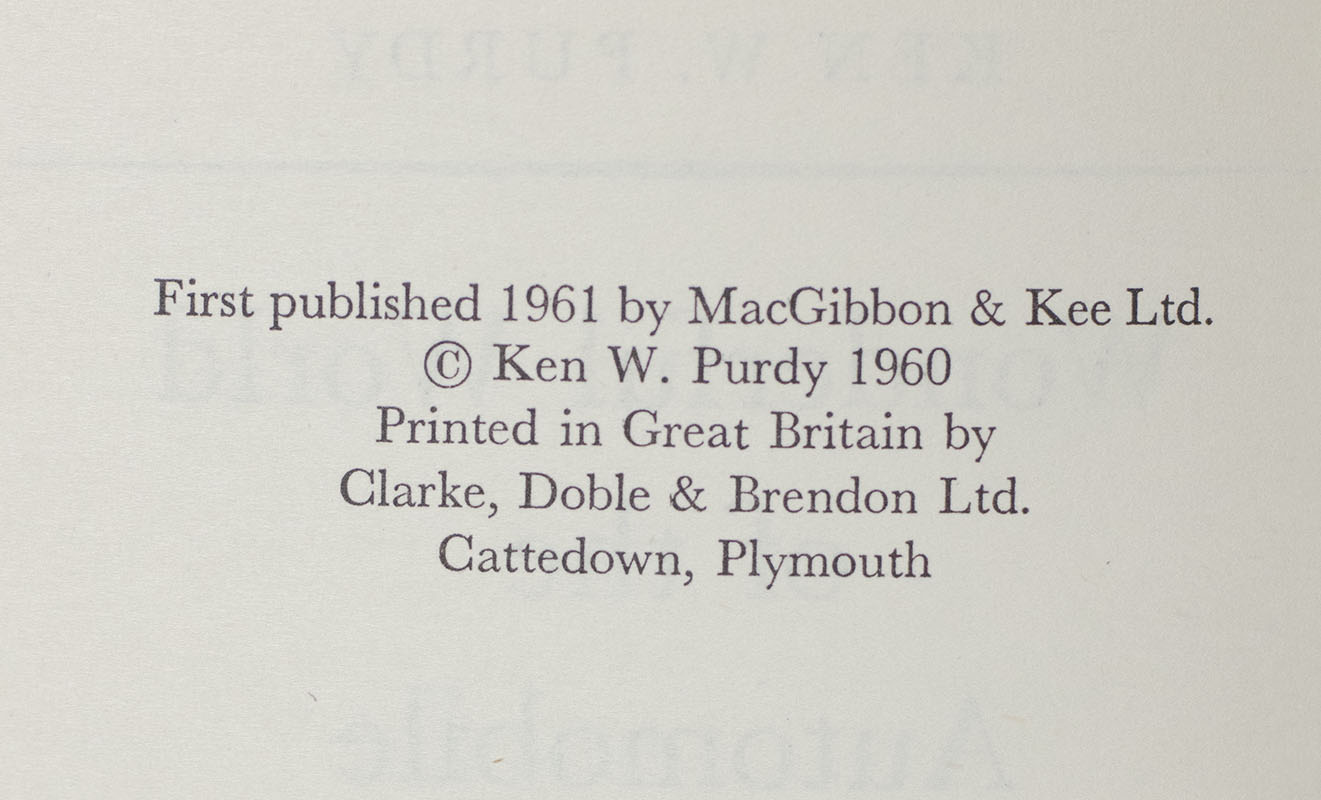 First published 1961 by MacGibbon & Kee Ltd.
© Ken W. Purdy 1960
Printed in Great Britain by
Clarke, Doble & Brendon Ltd.
Cattedown, Plymouth